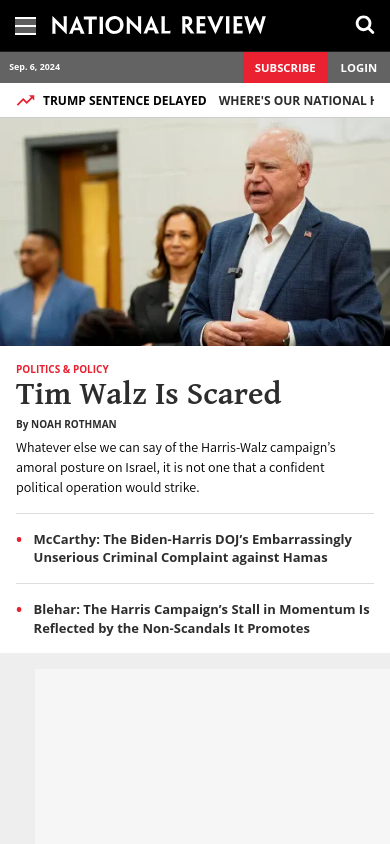 NATIONAL REVIEW
Sep. 6, 2024
SUBSCRIBE
LOGIN
TRUMP SENTENCE DELAYED WHERE'S OUR NATIONAL
POLITICS & POLICY
Tim Walz Is Scared
By NOAH ROTHMAN
Whatever else we can say of the Harris-Walz campaign’s
amoral posture on Israel, it is not one that a confident
political operation would strike.
McCarthy: The Biden-Harris DOJ’s Embarrassingly
Unserious Criminal Complaint against Hamas
Blehar: The Harris Campaign’s Stall in Momentum Is
Reflected by the Non-Scandals It Promotes